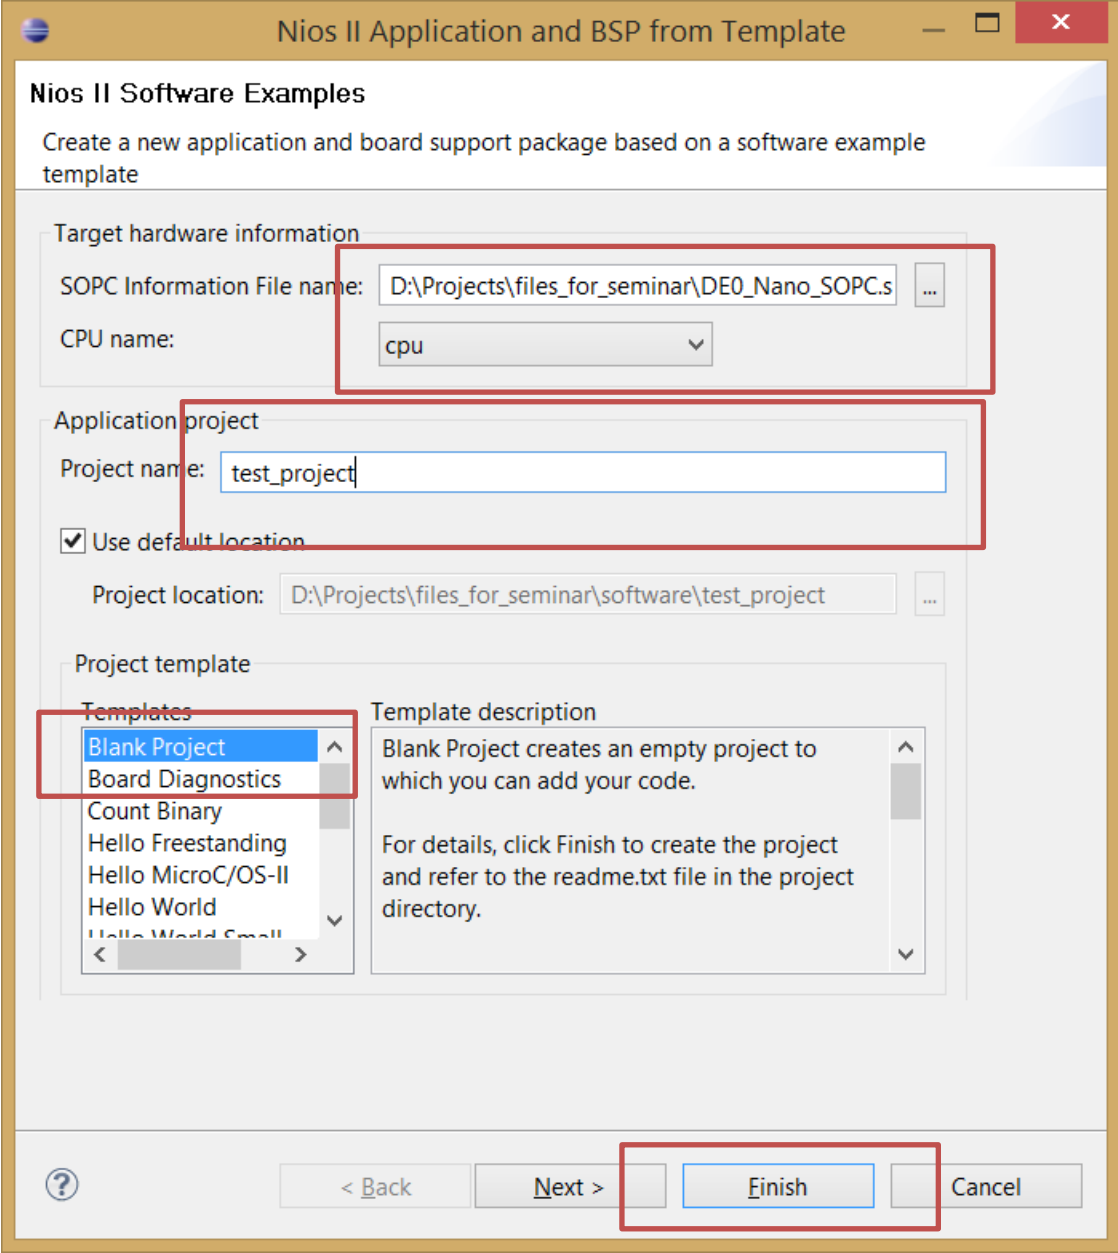 Nios II Application and BSP from Template
Nios II Software Examples
Create a new application and board support package based on a software example
template
Target hardware information
SOPC Information File name: D:\Projects\files_for_seminar\DE0_Nano_SOPC.s ...
CPU name: cpu
Application project
Project name: test_project
Use default location
Project location: D:\Projects\files_for_seminar\software\test_project ...
Project template
Templates
Blank Project
Board Diagnostics
Count Binary
Hello Freestanding
Hello MicroC/OS-II
Hello World
Hello World Small
Template description
Blank Project creates an empty project to
which you can add your code.
For details, click Finish to create the project
and refer to the readme.txt file in the project
directory.
< Back Next > Finish Cancel